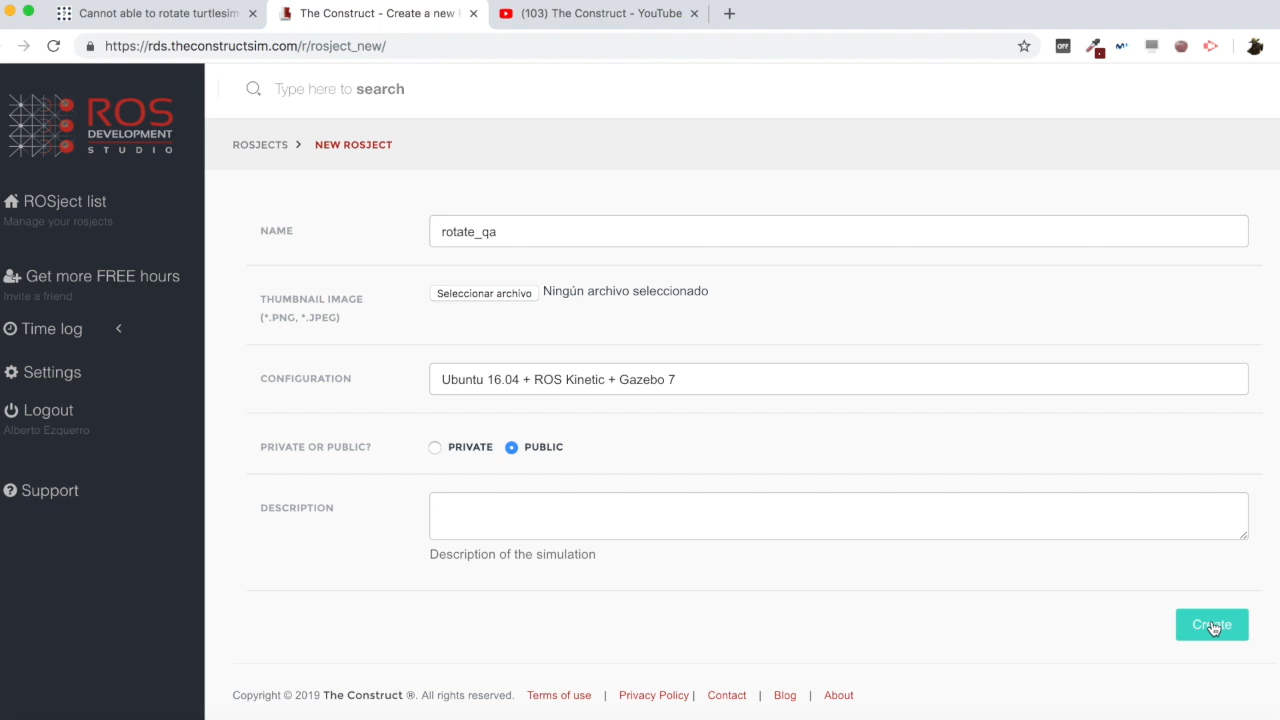 Cannot able to rotate turtlesim
The Construct - Create a new
(103) The Construct - YouTube
https://rds.theconstructsim.com/r/rosject_new/
OFF
ROS
DEVELOPMENT
STUDIO
Type here to search
ROSJECTS > NEW ROSJECT
ROSject list
Manage your rosjects
Get more FREE hours
Invite a friend
Time log
Settings
Logout
Alberto Ezquerro
Support
NAME
rotate_qa
THUMBNAIL IMAGE
(*.PNG, *.JPEG)
Seleccionar archivo Ningún archivo seleccionado
CONFIGURATION
Ubuntu 16.04 + ROS Kinetic + Gazebo 7
PRIVATE OR PUBLIC?
PRIVATE PUBLIC
DESCRIPTION
Description of the simulation
Create
Copyright © 2019 The Construct ®. All rights reserved. Terms of use | Privacy Policy | Contact | Blog | About